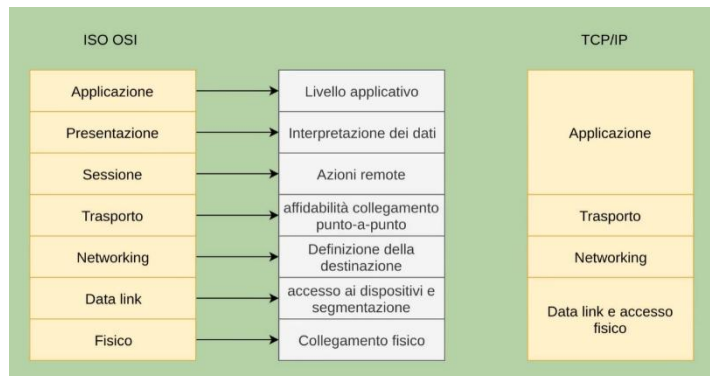 ISO OSI
TCP/IP
Applicazione
Livello applicativo
Presentazione
Interpretazione dei dati
Applicazione
Sessione
Azioni remote
Trasporto
affidabilità collegamento
punto-a-punto
Trasporto
Networking
Definizione della
destinazione
Networking
Data link
accesso ai dispositivi e
segmentazione
Data link e accesso
fisico
Fisico
Collegamento fisico